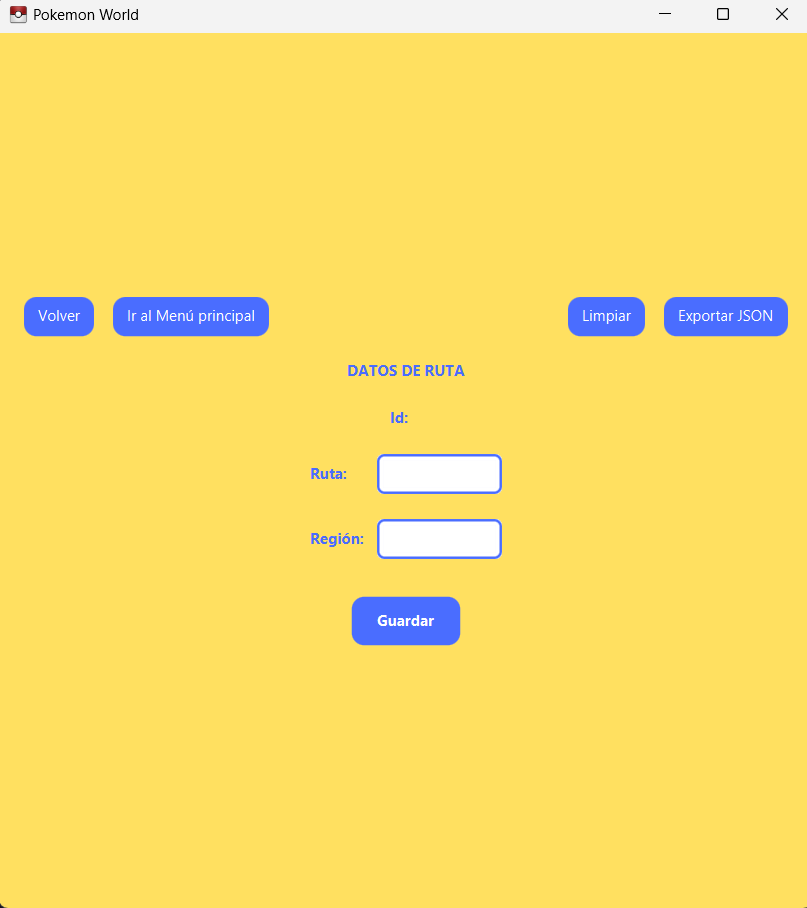 Pokemon World
Volver Ir al Menú principal Limpiar Exportar JSON
DATOS DE RUTA
Id:
Ruta:
Región:
Guardar